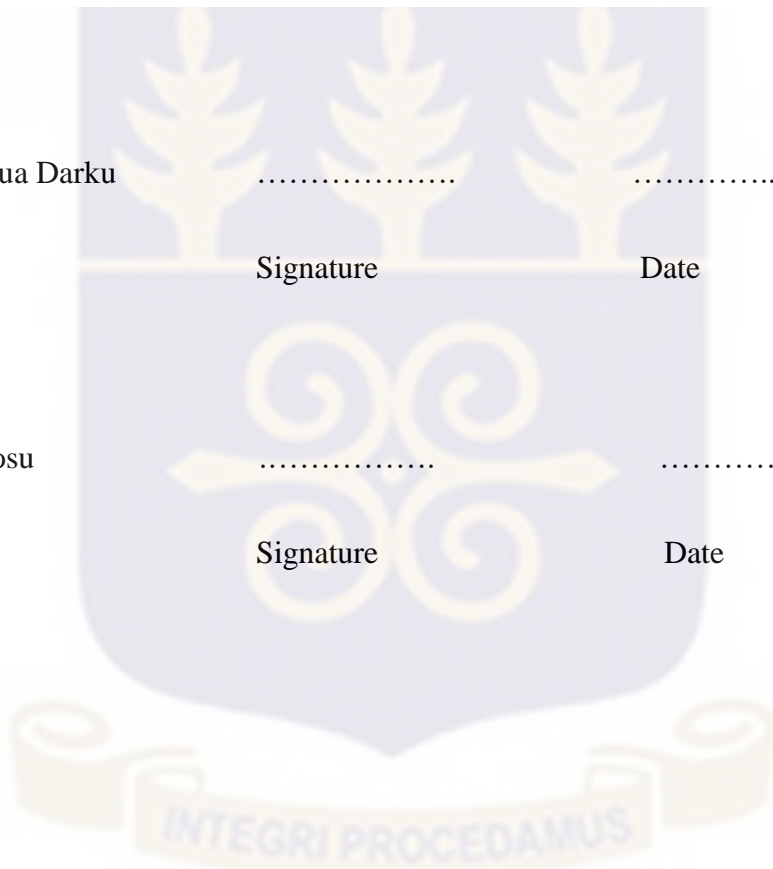 ua Darku ………………. …………..
Signature Date
osu …………….. …………
Signature Date
INTEGRI PROCEDAMUS